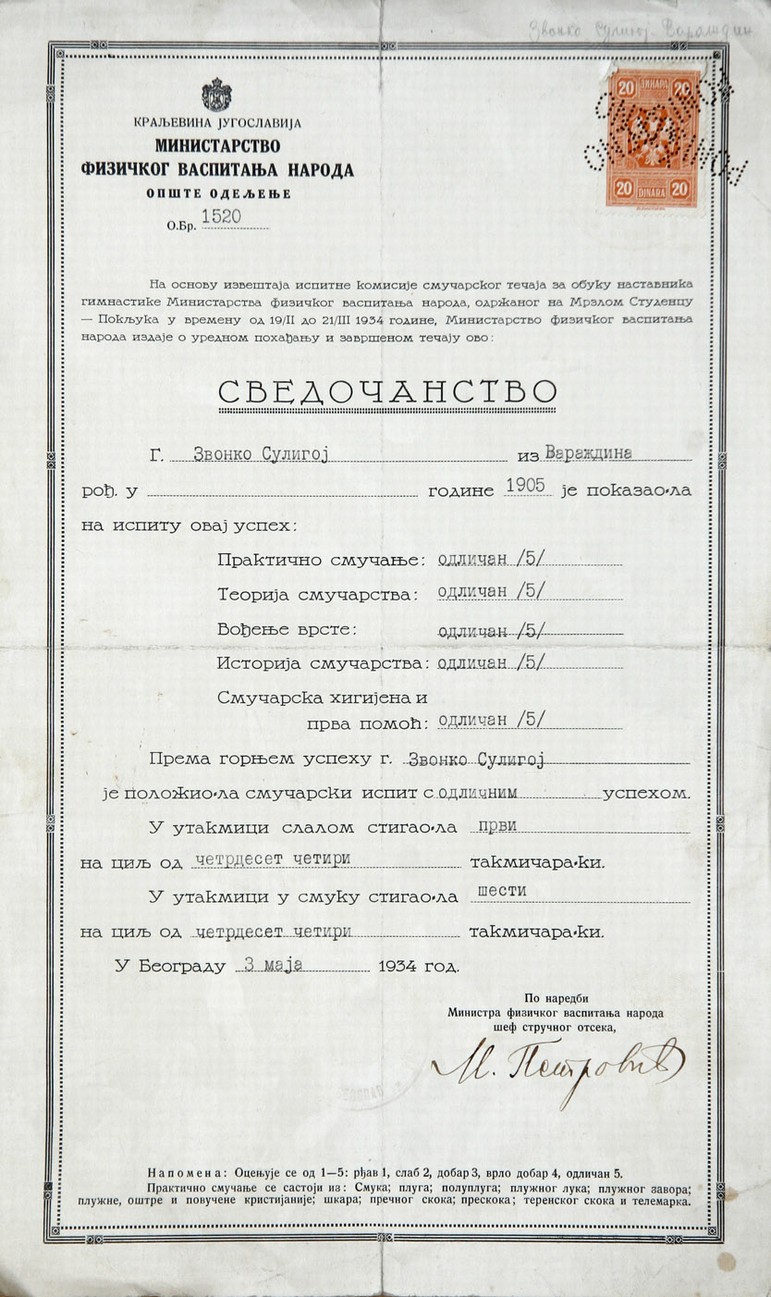 Звонко Сулигој - Вараждин
КРАЉЕВИНА ЈУГОСЛАВИЈА
МИНИСТАРСТВО
ФИЗИЧКОГ ВАСПИТАЊА НАРОДА
ОПШТЕ ОДЕЉЕЊЕ
О.Бр. 1520
20 ДИНАРА 20
20 DINARA 20
На основу извештаја испитне комисије смучарског течаја за обуку наставника
гимнастике Министарства физичког васпитања народа, одржаног на Мрзлом Студенцу
— Покљука у времену од 19/II до 21/III 1934 године, Министарство физичког васпитања
народа издаје о уредном похађању и завршеном течају ово:
СВЕДОЧАНСТВО
Г. Звонко Сулигој из Вараждина
рођ. у године 1905 је показао•ла
на испиту овај успех:
Практично смучање: одличан /5/
Теорија смучарства: одличан /5/
Вођење врсте: одличан /5/
Историја смучарства: одличан /5/
Смучарска хигијена и
прва помоћ: одличан /5/
Према горњем успеху г. Звонко Сулигој
је положио•ла смучарски испит с одличним успехом.
У утакмици слалом стигао•ла први
на циљ од четрдесет четири такмичара•ки.
У утакмици у смуку стигао•ла шести
на циљ од четрдесет четири такмичара•ки.
У Београду 3 маја 1934 год.
По наредби
Министра физичког васпитања народа
шеф стручног отсека,
М. Петровић
Напомена: Оцењује се од 1—5: рђав 1, слаб 2, добар 3, врло добар 4, одличан 5.
Практично смучање се састоји из: Смука; плуга; полуплуга; плужног лука; плужног завора;
плужне, оштре и повучене кристијаније; шкара; пречног скока; прескока; теренског скока и телемарка.